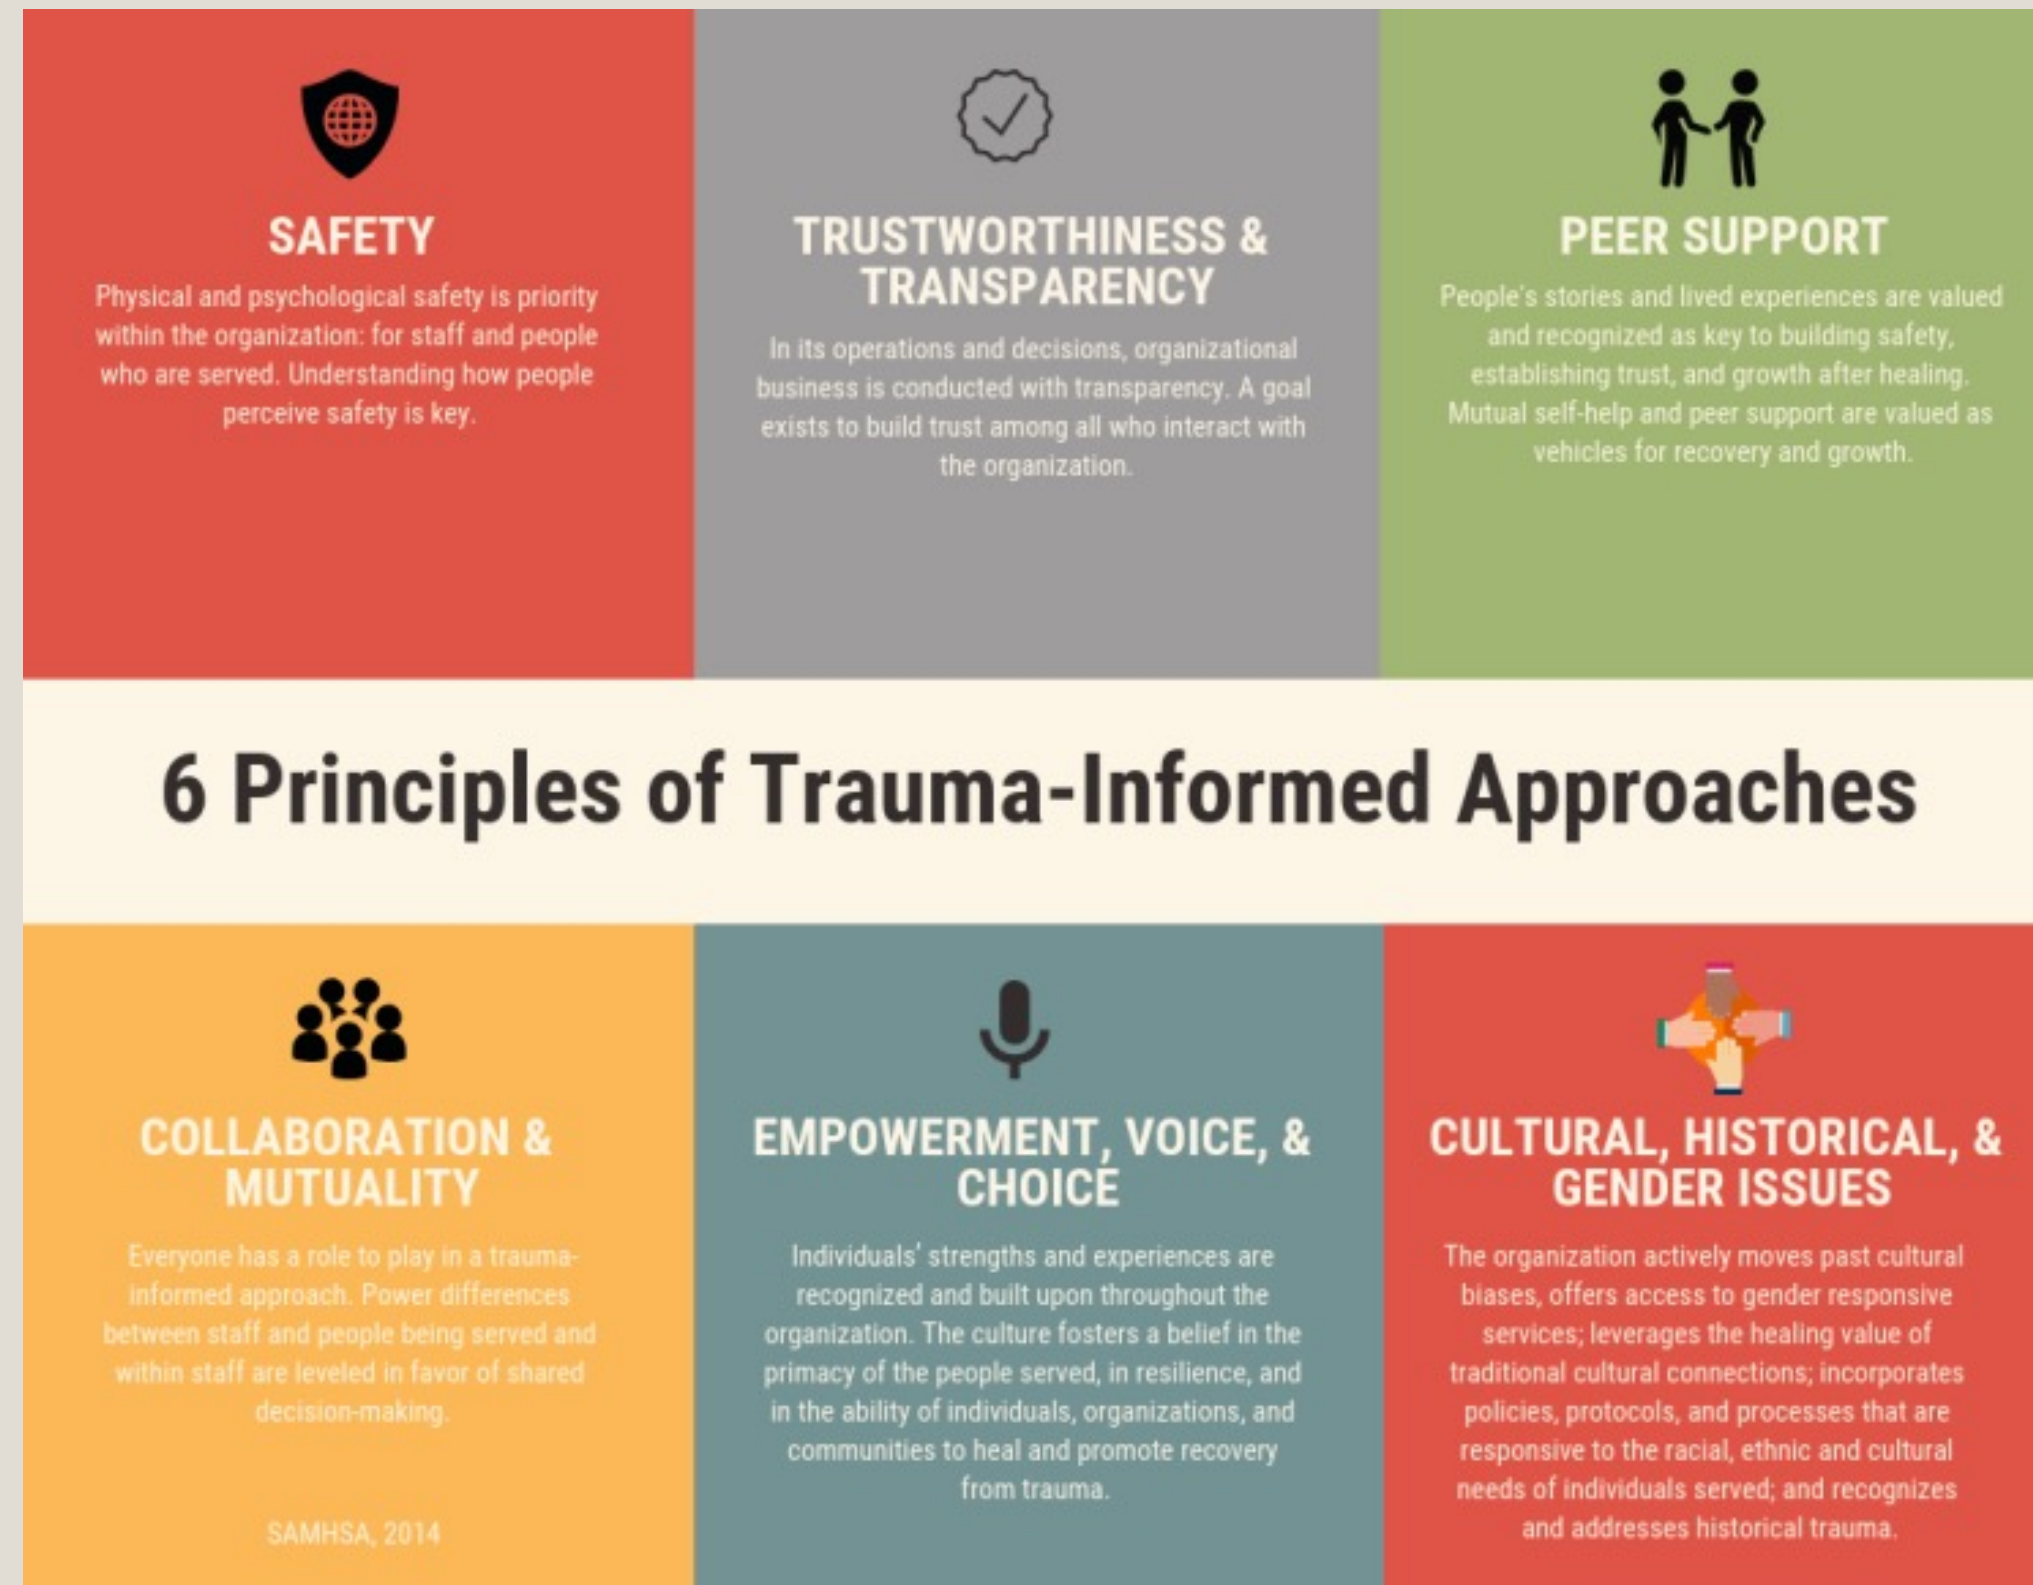 SAFETY
Physical and psychological safety is priority
within the organization: for staff and people
who are served. Understanding how people
perceive safety is key.
TRUSTWORTHINESS &
TRANSPARENCY
In its operations and decisions, organizational
business is conducted with transparency. A goal
exists to build trust among all who interact with
the organization.
PEER SUPPORT
People's stories and lived experiences are valued
and recognized as key to building safety,
establishing trust, and growth after healing.
Mutual self-help and peer support are valued as
vehicles for recovery and growth.
6 Principles of Trauma-Informed Approaches
COLLABORATION &
MUTUALITY
Everyone has a role to play in a trauma-
informed approach. Power differences
between staff and people being served and
within staff are leveled in favor of shared
decision-making.
SAMHSA, 2014
EMPOWERMENT, VOICE, &
CHOICE
Individuals' strengths and experiences are
recognized and built upon throughout the
organization. The culture fosters a belief in the
primacy of the people served, in resilience, and
in the ability of individuals, organizations, and
communities to heal and promote recovery
from trauma.
CULTURAL, HISTORICAL, &
GENDER ISSUES
The organization actively moves past cultural
biases, offers access to gender responsive
services; leverages the healing value of
traditional cultural connections; incorporates
policies, protocols, and processes that are
responsive to the racial, ethnic and cultural
needs of individuals served; and recognizes
and addresses historical trauma.